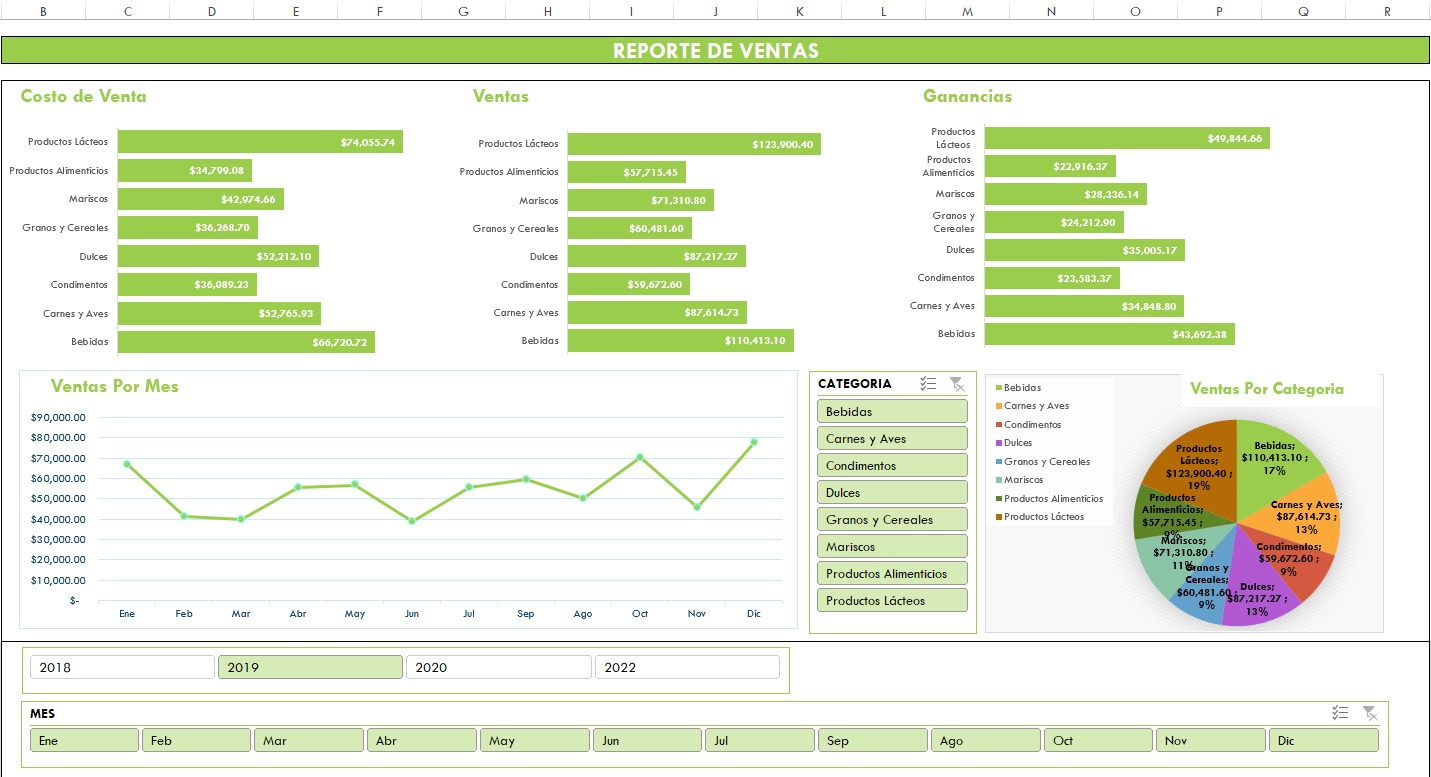 B C D E F G H I J K L M N O P Q R
REPORTE DE VENTAS
Costo de Venta
Productos Lácteos $74,055.74
Productos Alimenticios $34,799.08
Mariscos $42,974.66
Granos y Cereales $36,268.70
Dulces $52,212.10
Condimentos $36,089.23
Carnes y Aves $52,765.93
Bebidas $66,720.72
Ventas
Productos Lácteos $123,900.40
Productos Alimenticios $57,715.45
Mariscos $71,310.80
Granos y Cereales $60,481.60
Dulces $87,217.27
Condimentos $59,672.60
Carnes y Aves $87,614.73
Bebidas $110,413.10
Ganancias
Productos
Lácteos $49,844.66
Productos
Alimenticios $22,916.37
Mariscos $28,336.14
Granos y
Cereales $24,212.90
Dulces $35,005.17
Condimentos $23,583.37
Carnes y Aves $34,848.80
Bebidas $43,692.38
Ventas Por Mes
$90,000.00
$80,000.00
$70,000.00
$60,000.00
$50,000.00
$40,000.00
$30,000.00
$20,000.00
$10,000.00
$-
Ene Feb Mar Abr May Jun Jul Sep Ago Oct Nov Dic
CATEGORIA
Bebidas
Carnes y Aves
Condimentos
Dulces
Granos y Cereales
Mariscos
Productos Alimenticios
Productos Lácteos
Ventas Por Categoria
Bebidas
Carnes y Aves
Condimentos
Dulces
Granos y Cereales
Mariscos
Productos Alimenticios
Productos Lácteos
Bebidas;
$110,413.10 ;
17%
Carnes y Aves;
$87,614.73 ;
13%
Condimentos;
$59,672.60 ;
9%
Dulces;
$87,217.27 ;
13%
Granos y
Cereales;
$60,481.60 ;
9%
Mariscos;
$71,310.80 ;
11%
Productos
Alimenticios;
$57,715.45 ;
9%
Productos
Lácteos;
$123,900.40 ;
19%
2018 2019 2020 2022
MES
Ene Feb Mar Abr May Jun Jul Sep Ago Oct Nov Dic